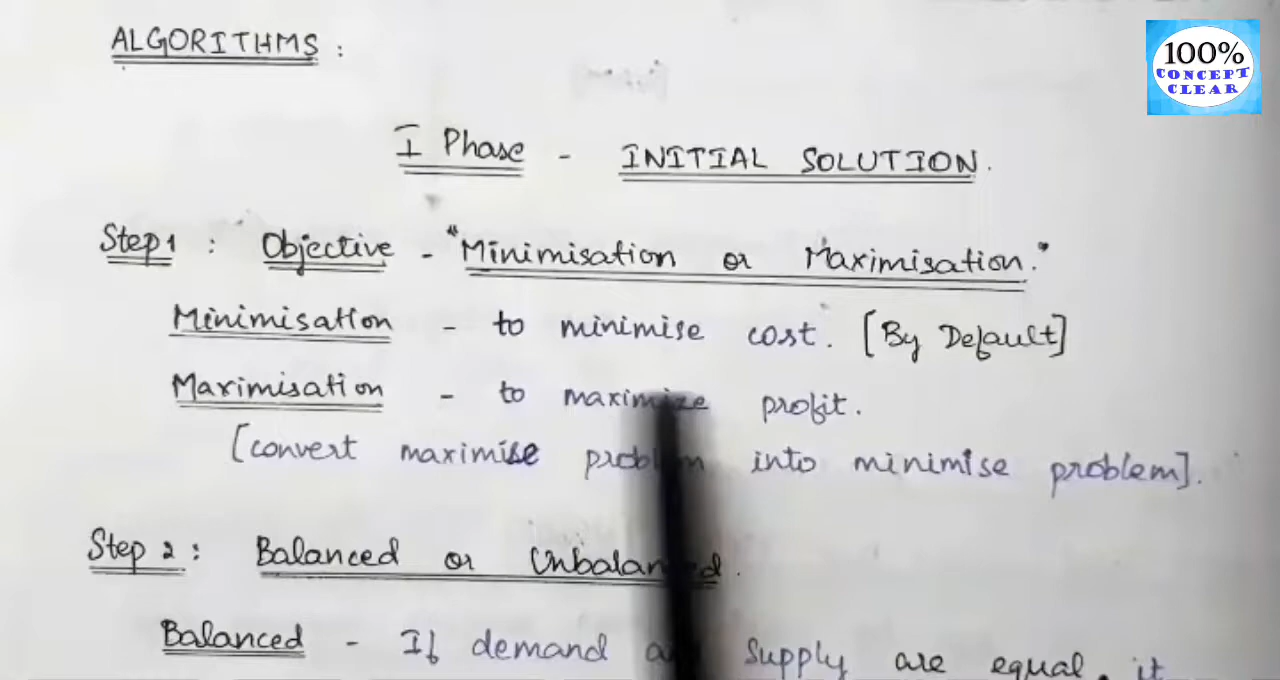 ALGORITHMS :
100%
CONCEPT
CLEAR
I Phase - INITIAL SOLUTION.
Step 1 : Objective - "Minimisation or Maximisation."
Minimisation - to minimise cost. [By Default]
Maximisation - to maximize profit.
[convert maximise problem into minimise problem].
Step 2 : Balanced or Unbalanced.
Balanced - If demand and supply are equal, it